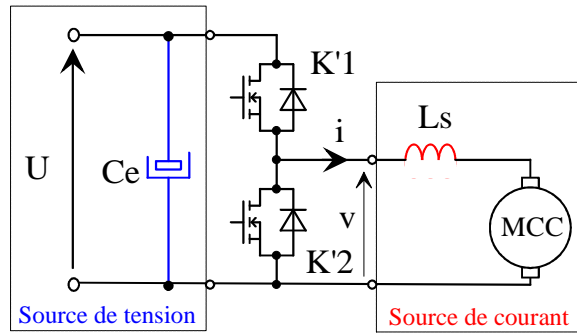 K'1
i
Ls
U
Ce
v
MCC
K'2
Source de tension
Source de courant